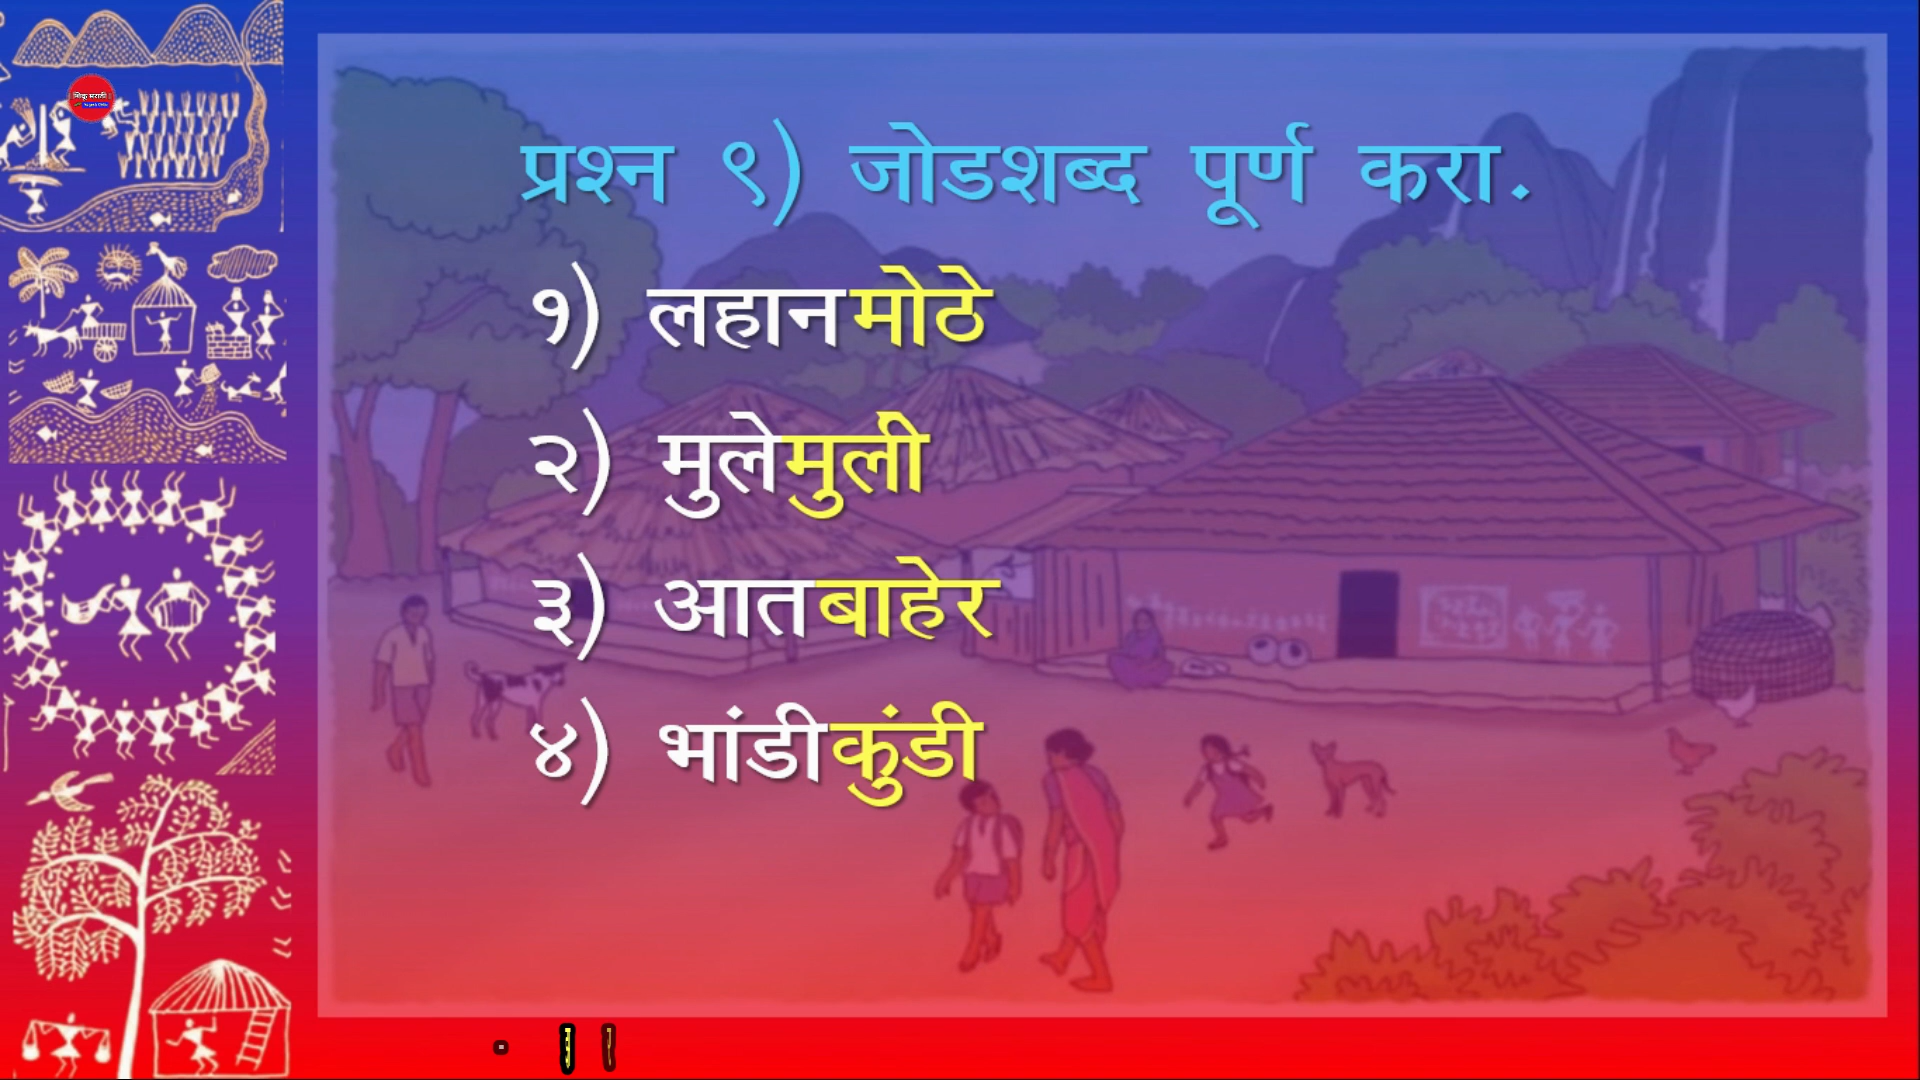 प्रश्न ९) जोडशब्द पूर्ण करा.
१) लहानमोठे
२) मुलेमुली
३) आतबाहेर
४) भांडीकुंडी